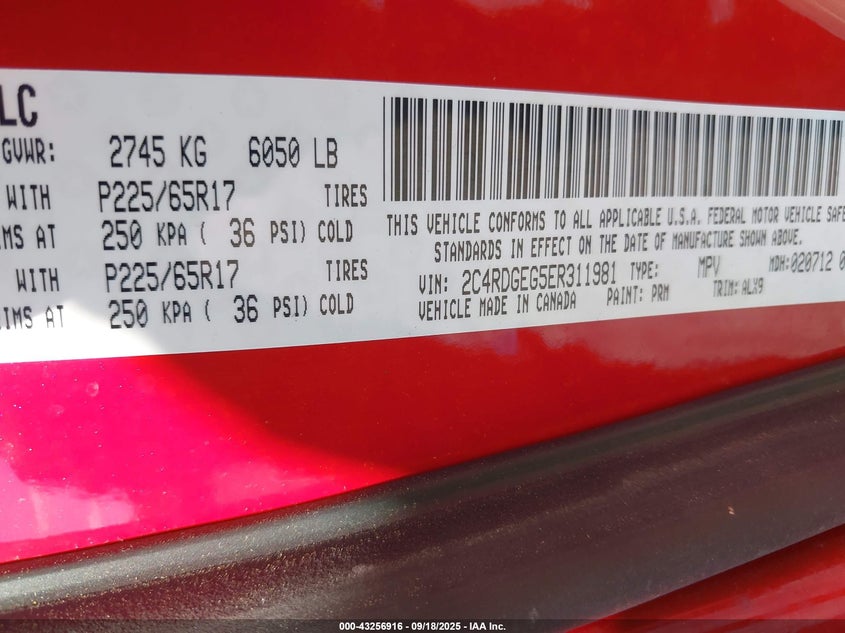 LC
GVWR: 2745 KG 6050 LB
WITH P225/65R17 TIRES
IMS AT 250 KPA ( 36 PSI) COLD
WITH P225/65R17 TIRES
IMS AT 250 KPA ( 36 PSI) COLD
THIS VEHICLE CONFORMS TO ALL APPLICABLE U.S.A. FEDERAL MOTOR VEHICLE SAFE
STANDARDS IN EFFECT ON THE DATE OF MANUFACTURE SHOWN ABOVE.
VIN: 2C4RDGEG5ER311981 TYPE: MPV MDH:020712 0
VEHICLE MADE IN CANADA PAINT: PRM TRIM: ALX9
000-43256916 - 09/18/2025 - IAA Inc.